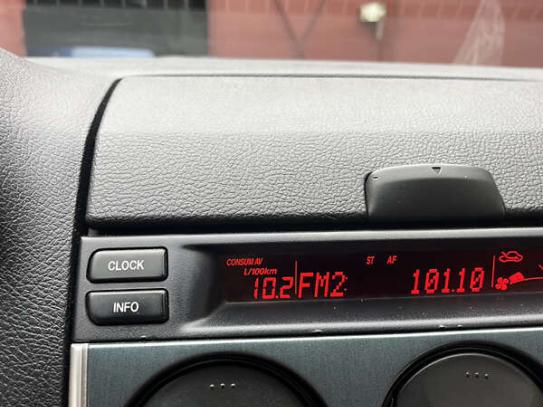 CLOCK
INFO
CONSUM AV
L/100km
10.2 FM2
ST AF
101.10